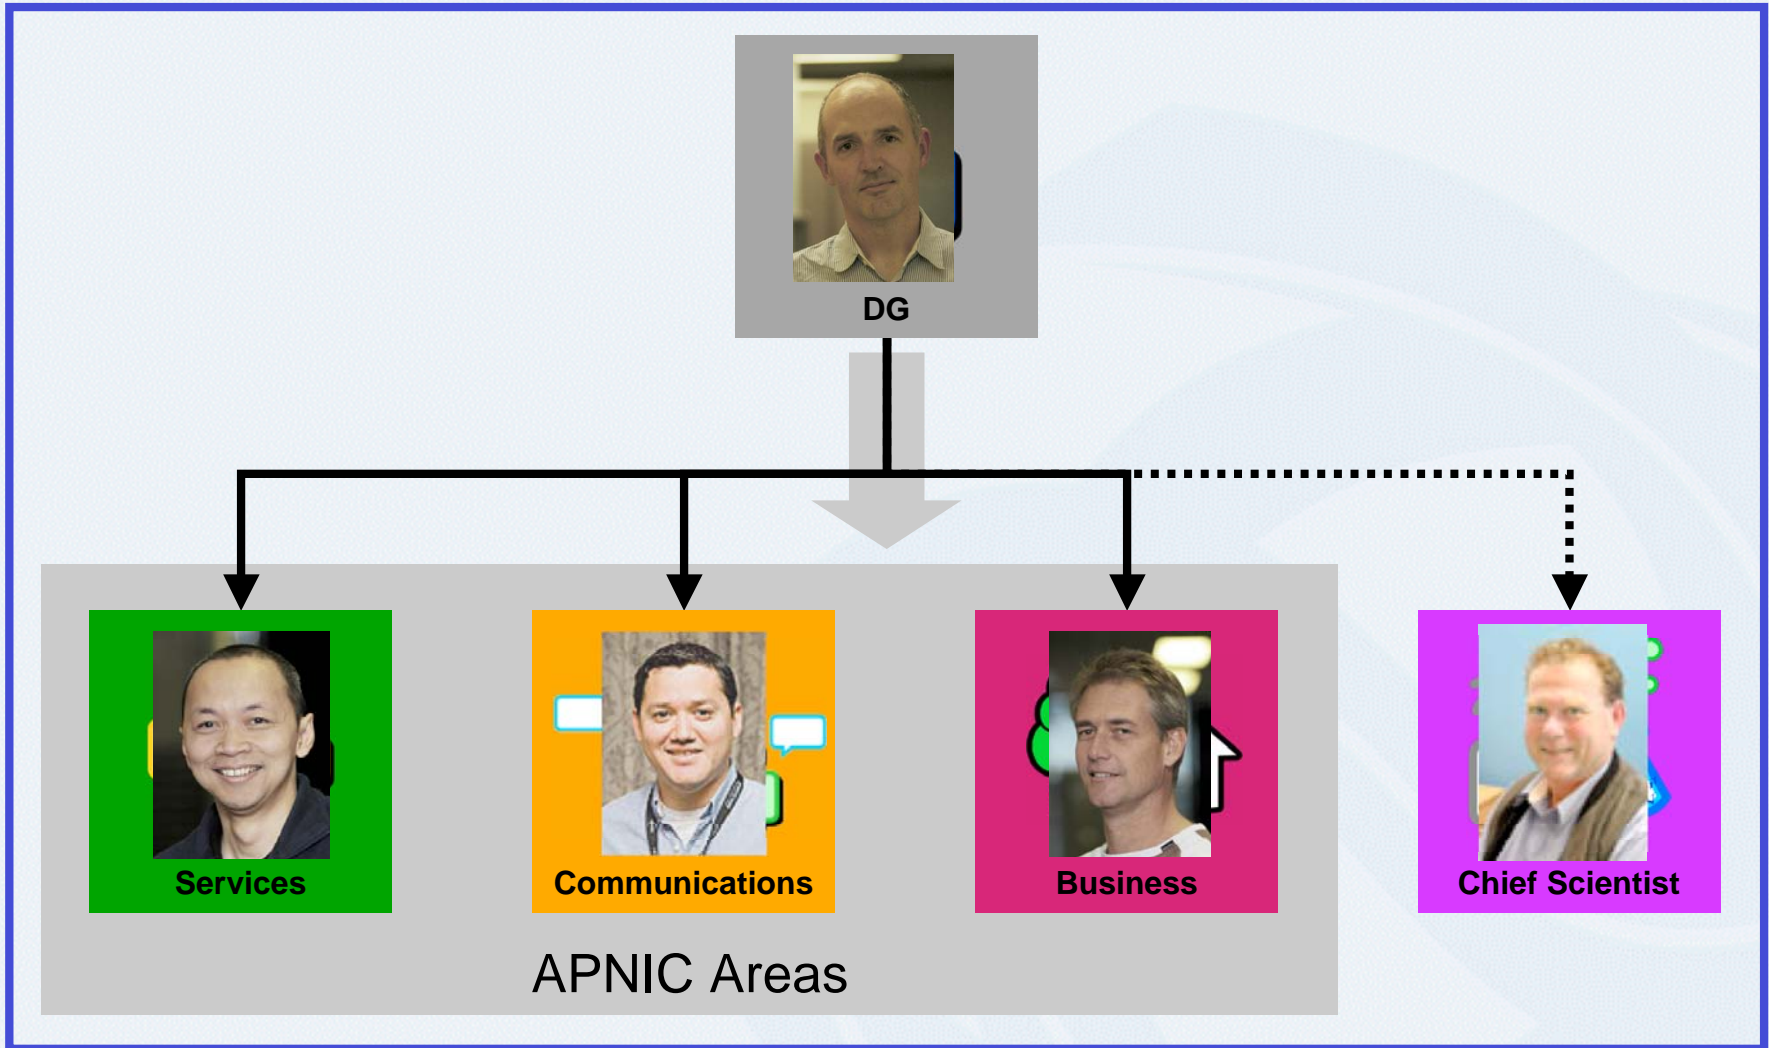 DG
Services
Communications
Business
Chief Scientist
APNIC Areas